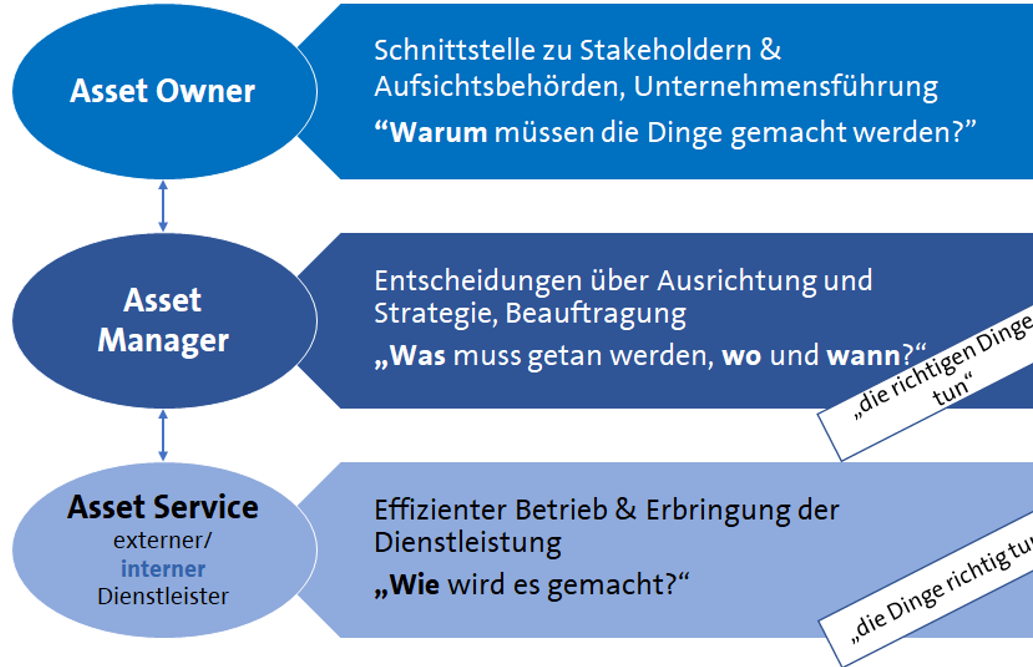 Asset Owner
Schnittstelle zu Stakeholdern &
Aufsichtsbehörden, Unternehmensführung
“Warum müssen die Dinge gemacht werden?”
Asset
Manager
Entscheidungen über Ausrichtung und
Strategie, Beauftragung
„Was muss getan werden, wo und wann?“
„die richtigen Dinge
tun“
Asset Service
externer/
interner
Dienstleister
Effizienter Betrieb & Erbringung der
Dienstleistung
„Wie wird es gemacht?“
„die Dinge richtig tun